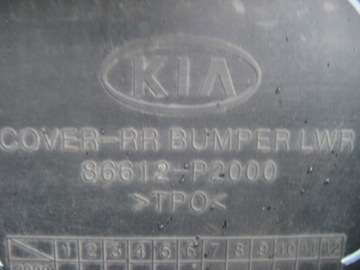 KIA
COVER-RR BUMPER LWR
86612-P2000
>TPO<
1 2 3 4 5 6 7 8 9 10 11 12